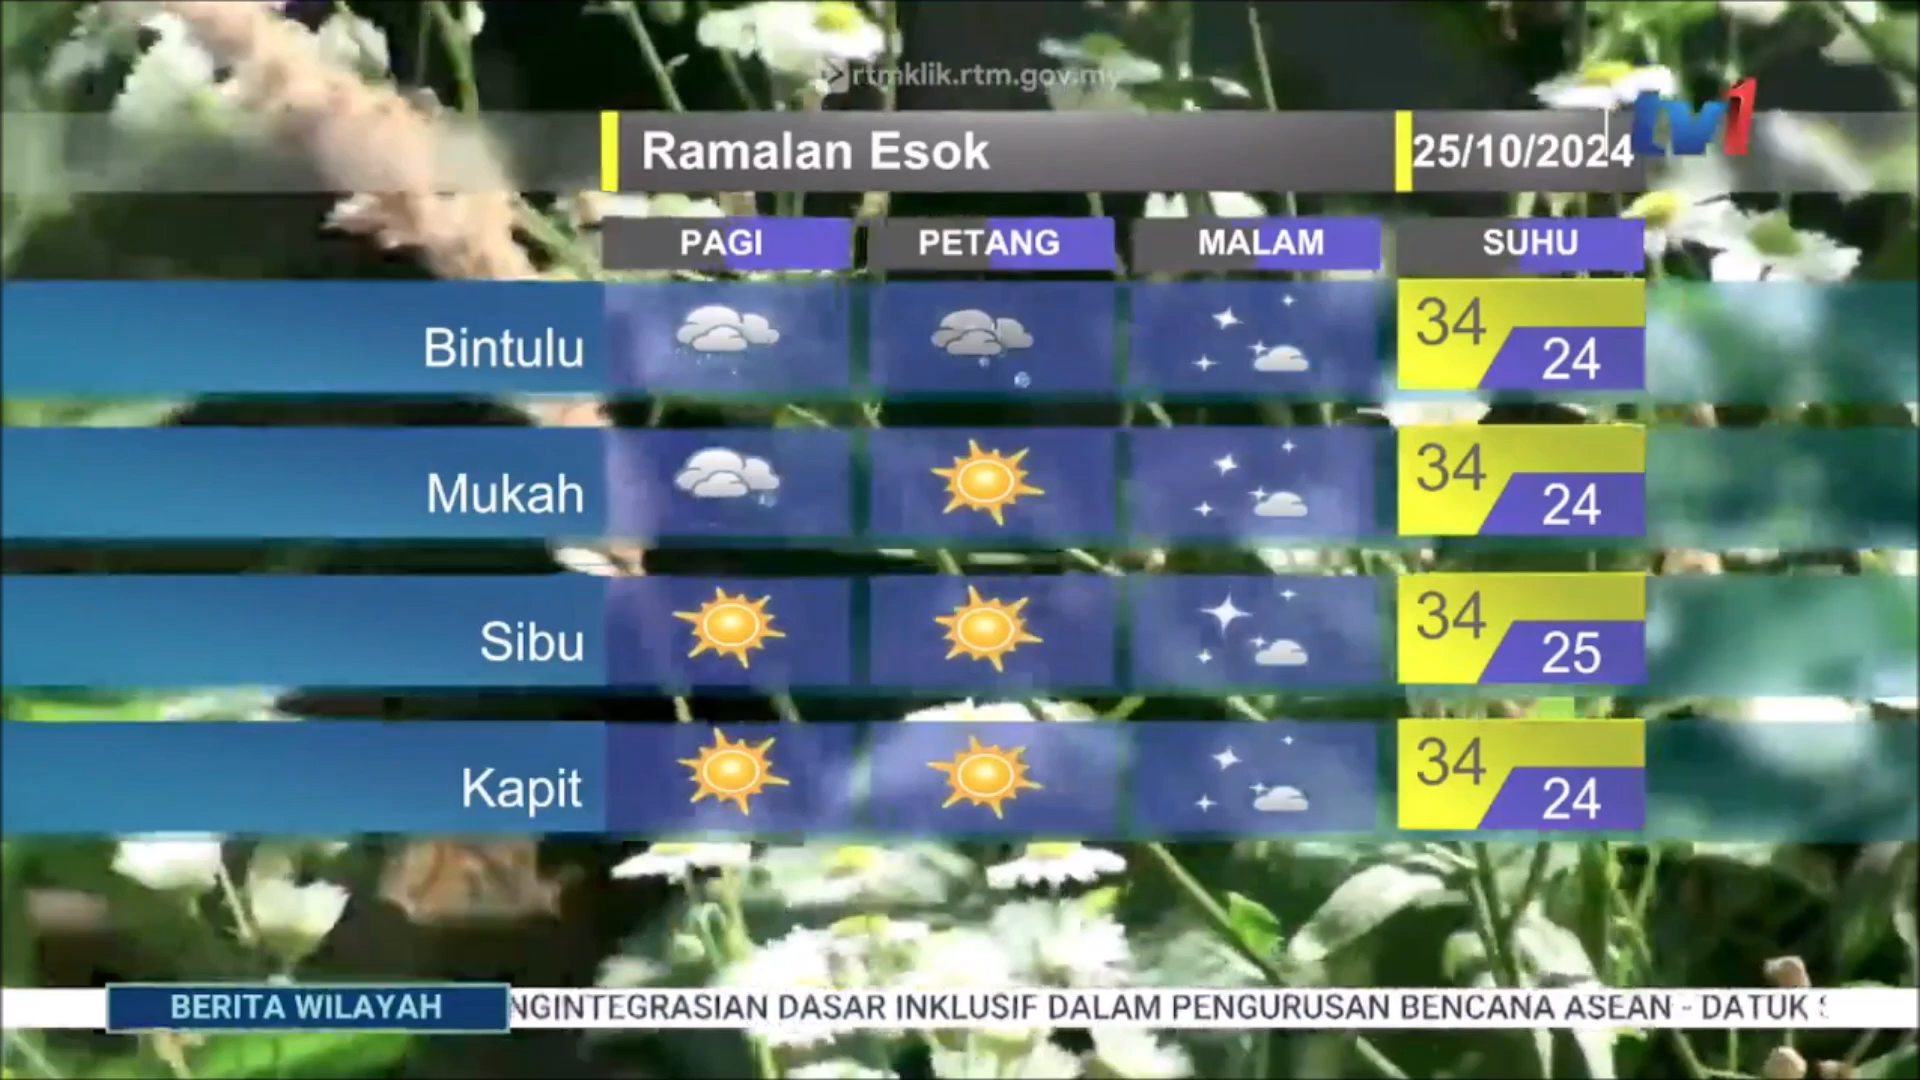 rtmklik.rtm.gov.my
tv1
Ramalan Esok 25/10/2024
PAGI PETANG MALAM SUHU
Bintulu 34 24
Mukah 34 24
Sibu 34 25
Kapit 34 24
BERITA WILAYAH NGINTEGRASIAN DASAR INKLUSIF DALAM PENGURUSAN BENCANA ASEAN - DATUK